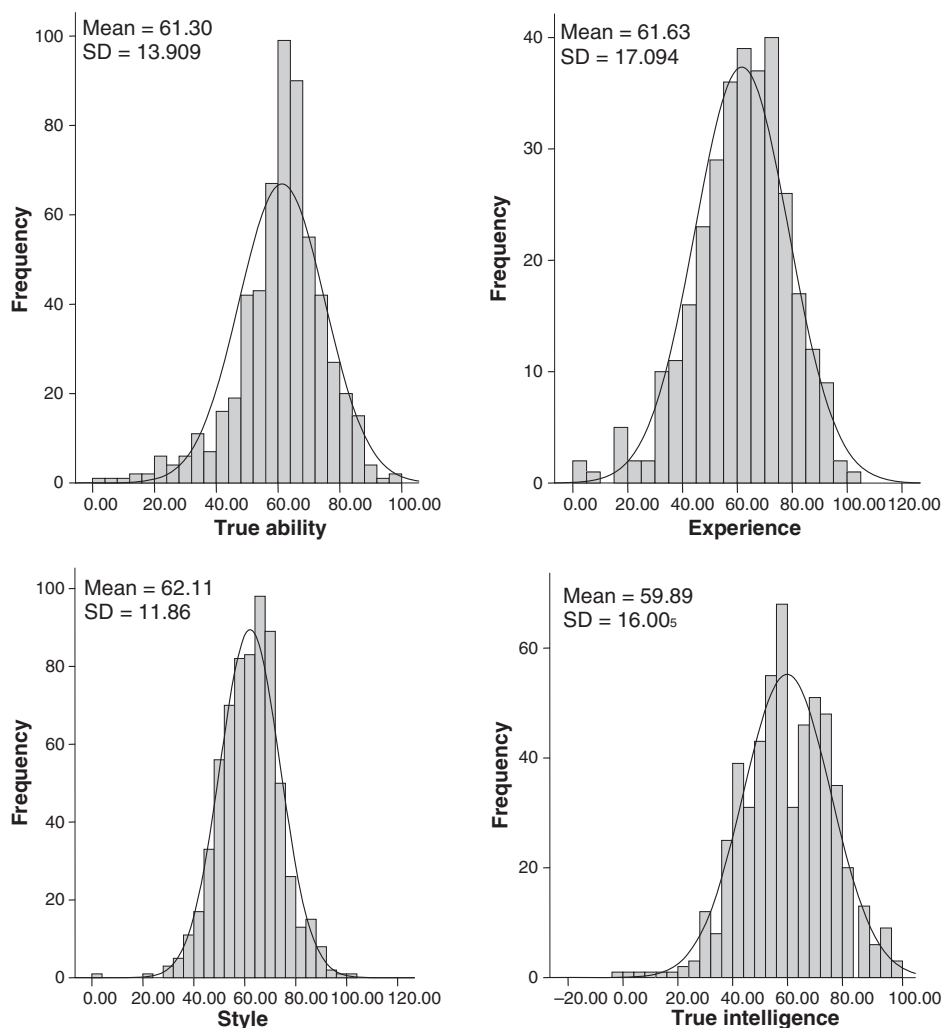 Mean = 61.30
SD = 13.909
100
80
60
40
20
0
Frequency
0.00 20.00 40.00 60.00 80.00 100.00
True ability
Mean = 61.63
SD = 17.094
40
30
20
10
0
Frequency
0.00 20.00 40.00 60.00 80.00 100.00 120.00
Experience
Mean = 62.11
SD = 11.86
100
80
60
40
20
0
Frequency
0.00 20.00 40.00 60.00 80.00 100.00 120.00
Style
Mean = 59.89
SD = 16.005
60
40
20
0
Frequency
−20.00 0.00 20.00 40.00 60.00 80.00 100.00
True intelligence